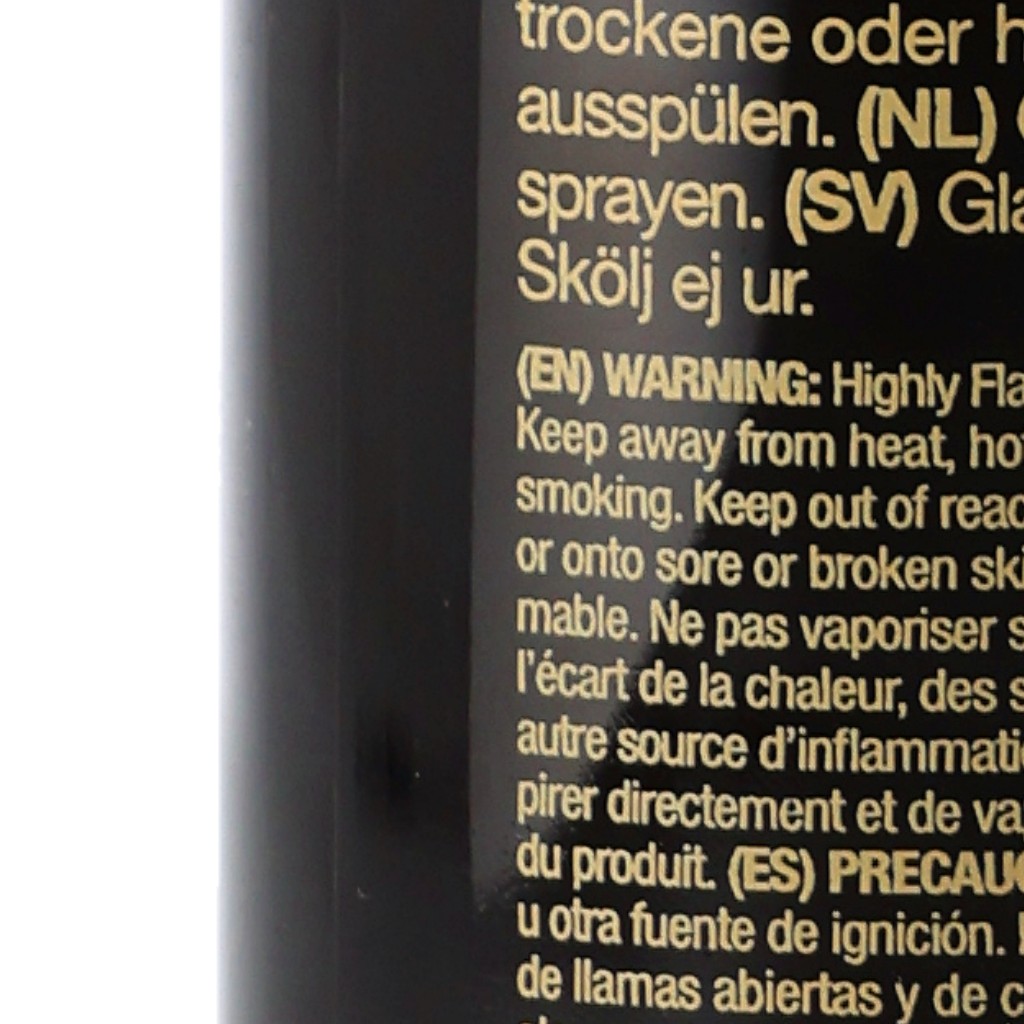 trockene oder
ausspülen. (NL)
sprayen. (SV)
Skölj ej ur.
(EN) WARNING: Highly
Keep away from heat,
smoking. Keep out of
or onto sore or broken
mable. Ne pas vaporiser
l'écart de la chaleur, des
autre source
pirer directement et de
du produit. (ES)
u otra fuente de ignición.
de llamas abiertas y de